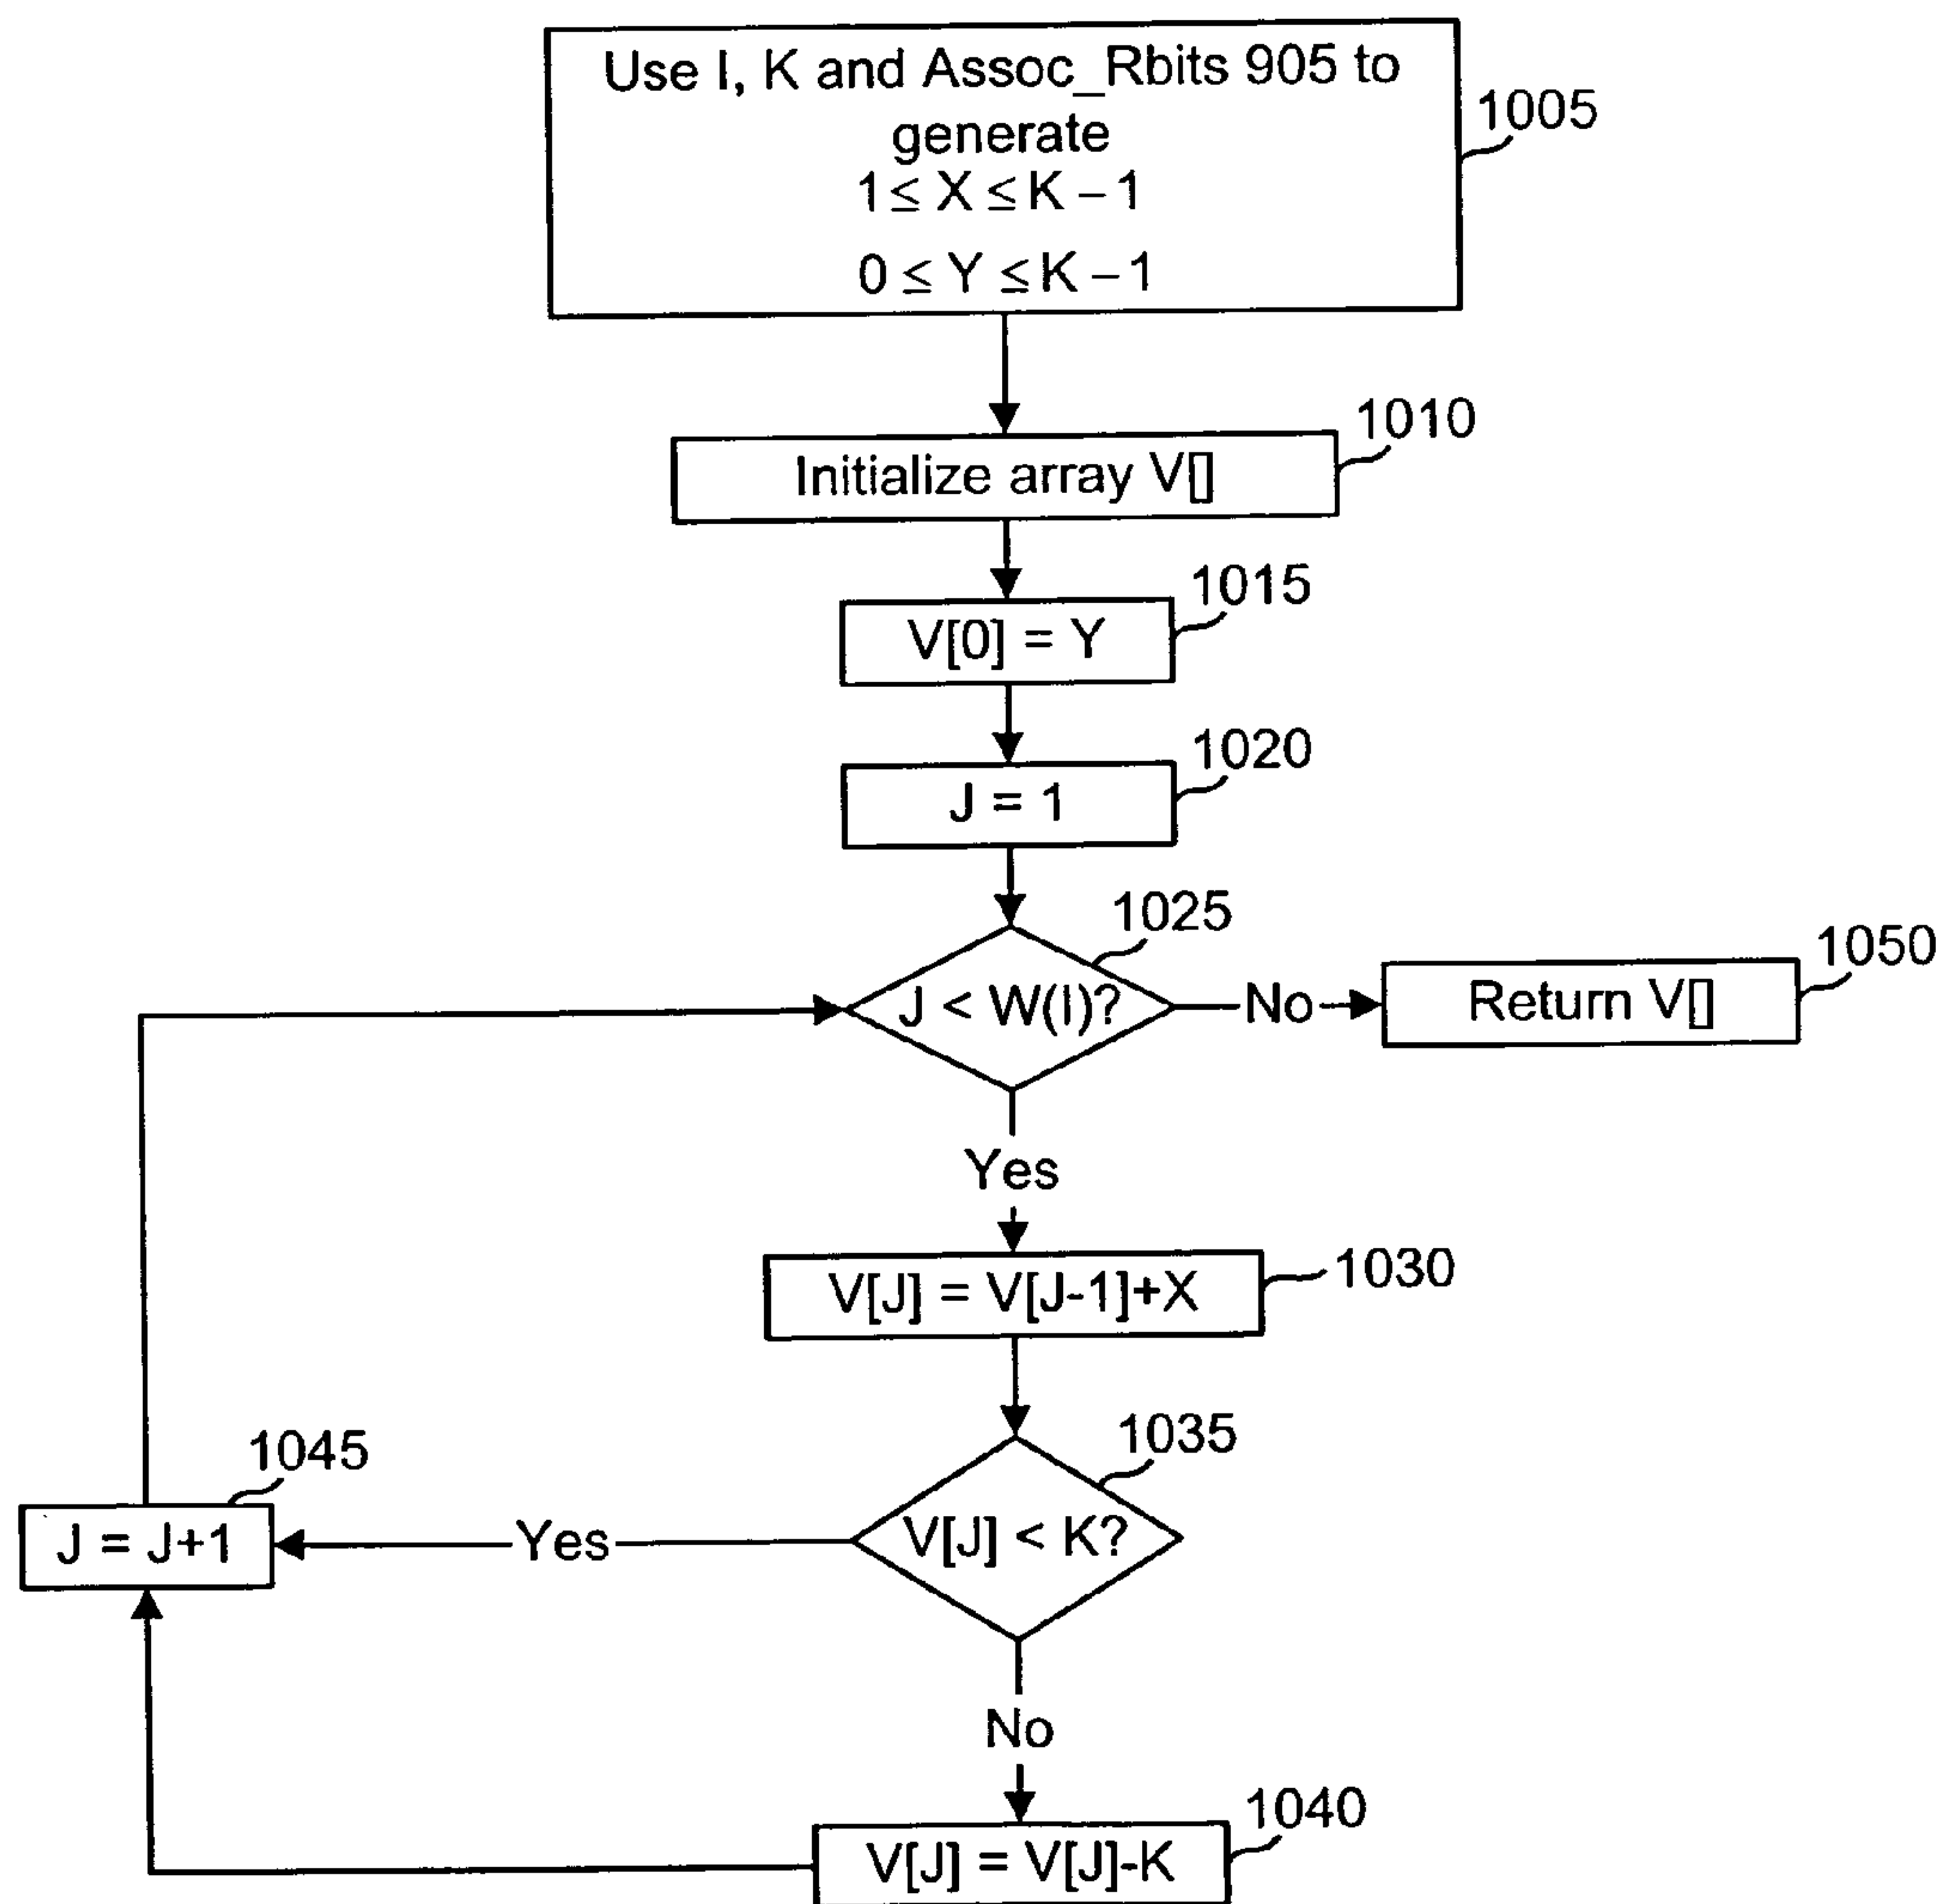 Use I, K and Assoc_Rbits 905 to
generate
1 ≤ X ≤ K – 1
0 ≤ Y ≤ K – 1
1005
Initialize array V[]
1010
V[0] = Y
1015
J = 1
1020
J < W(I)?
1025
No
Return V[]
1050
Yes
V[J] = V[J-1]+X
1030
V[J] < K?
1035
Yes
J = J+1
1045
No
V[J] = V[J]-K
1040